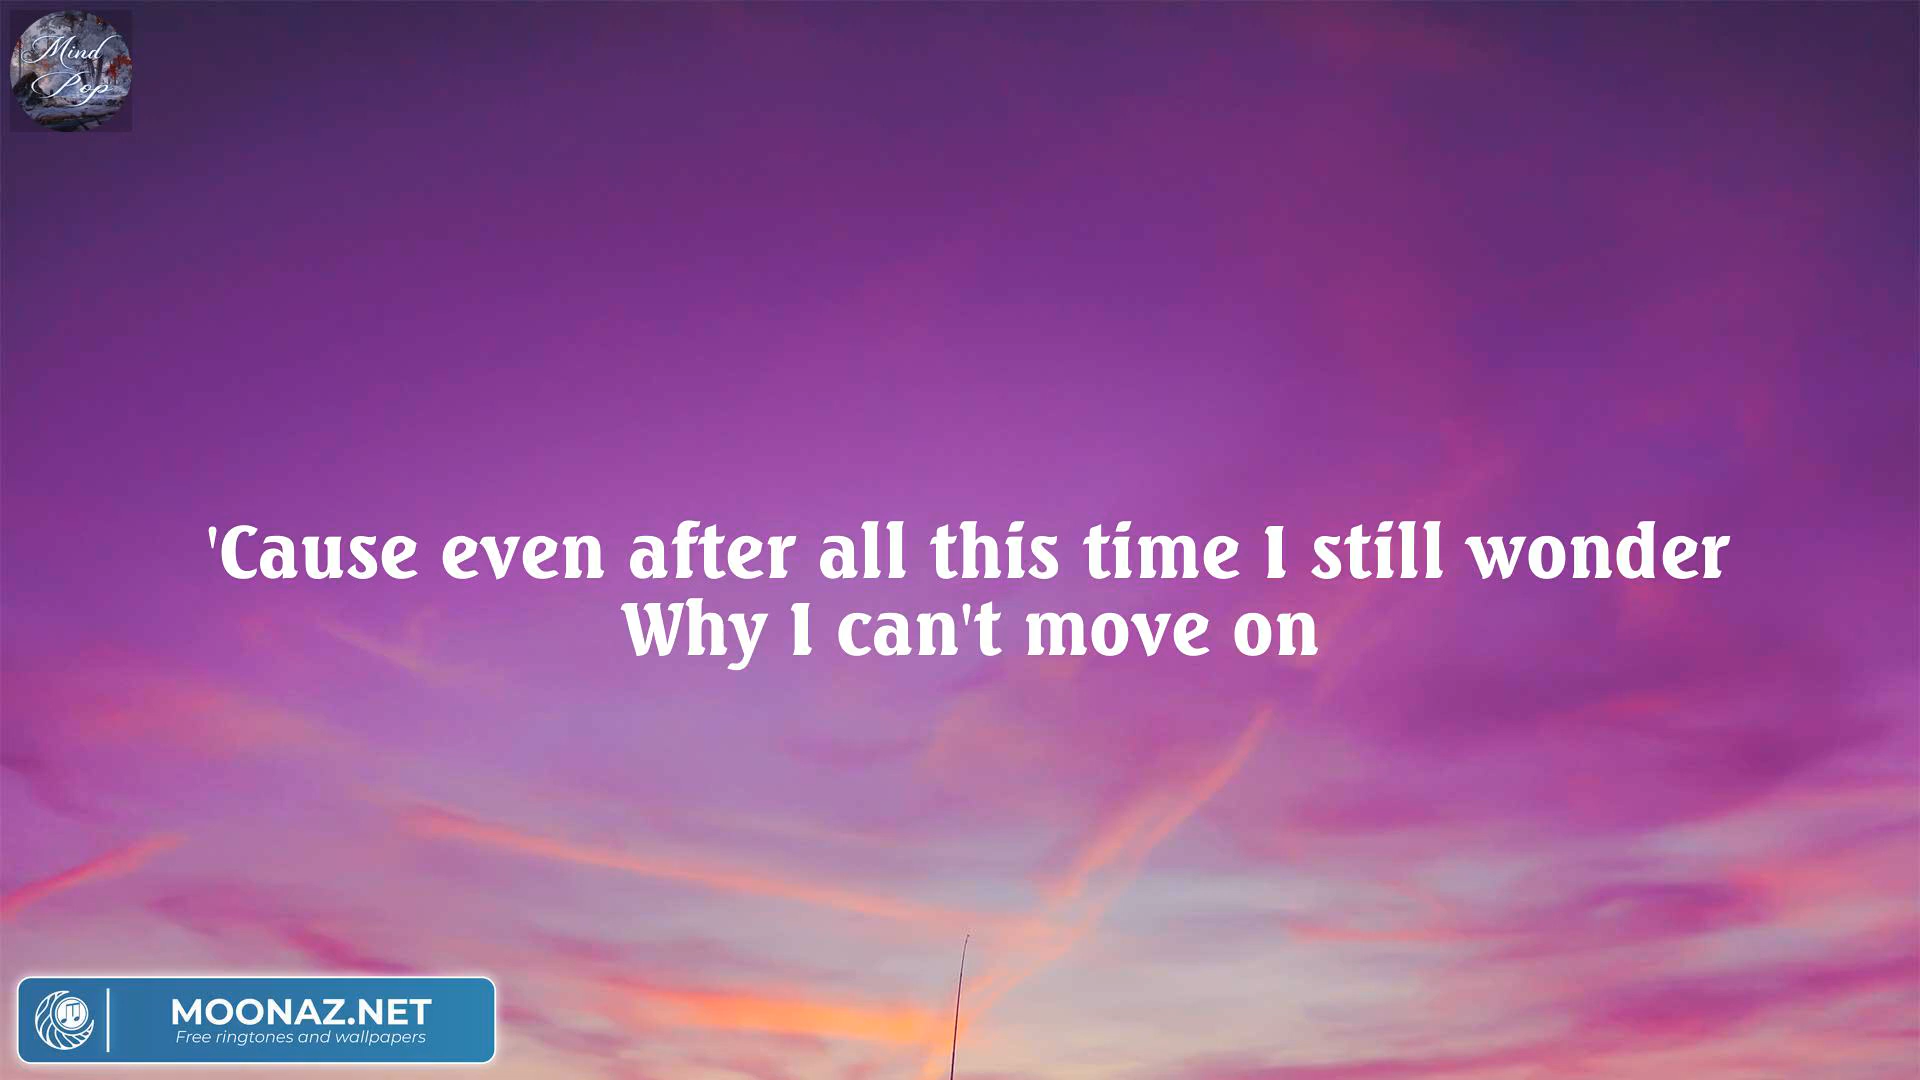 Mind
Pop
'Cause even after all this time I still wonder
Why I can't move on
MOONAZ.NET
Free ringtones and wallpapers